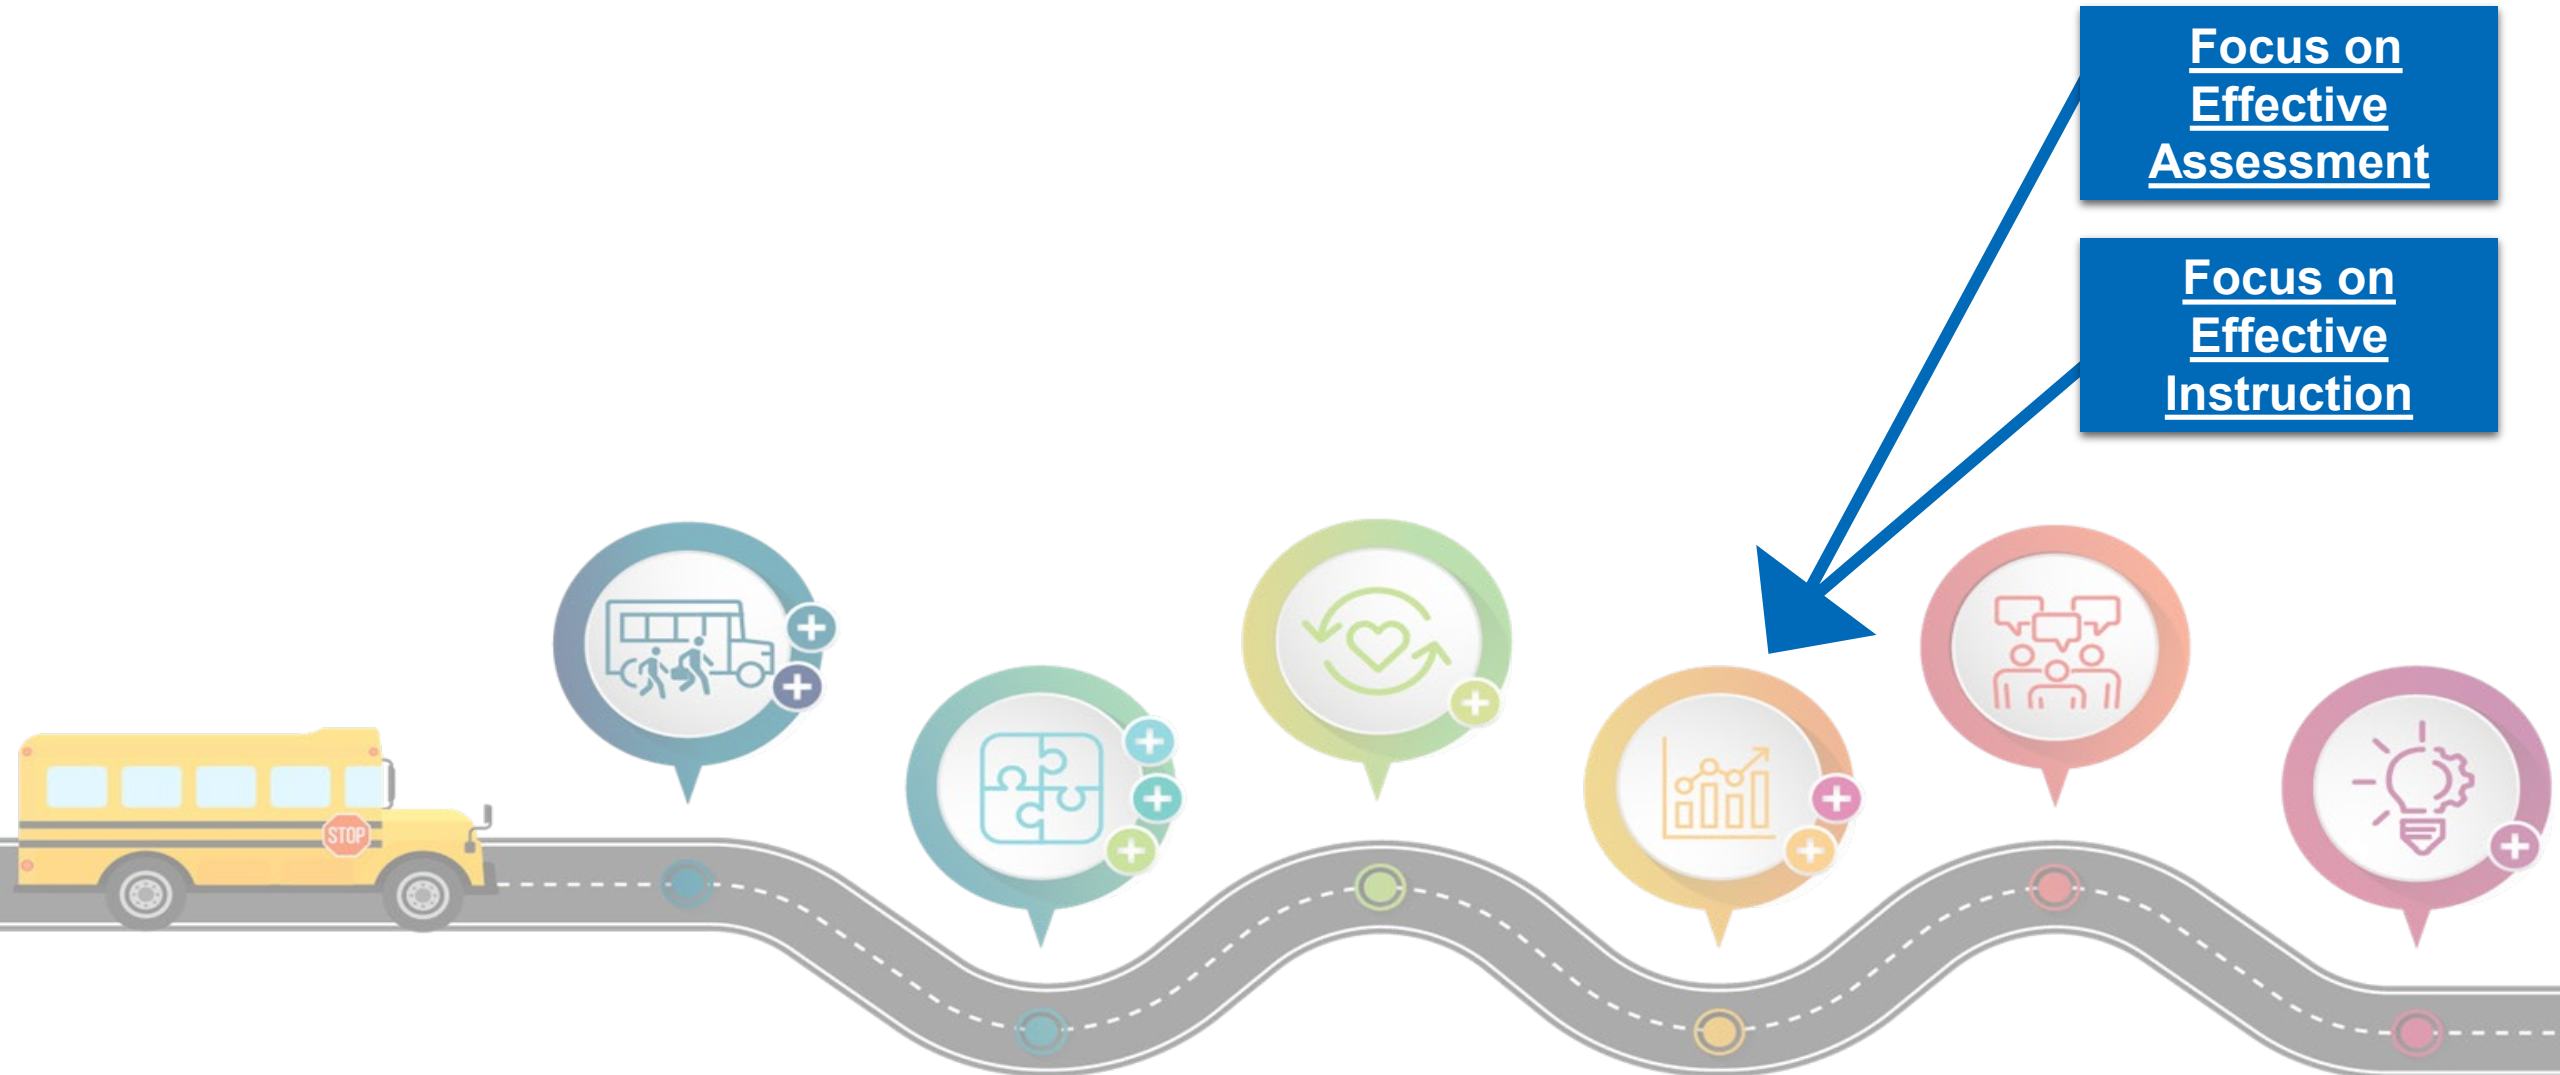 Focus on
Effective
Assessment
Focus on
Effective
Instruction
STOP